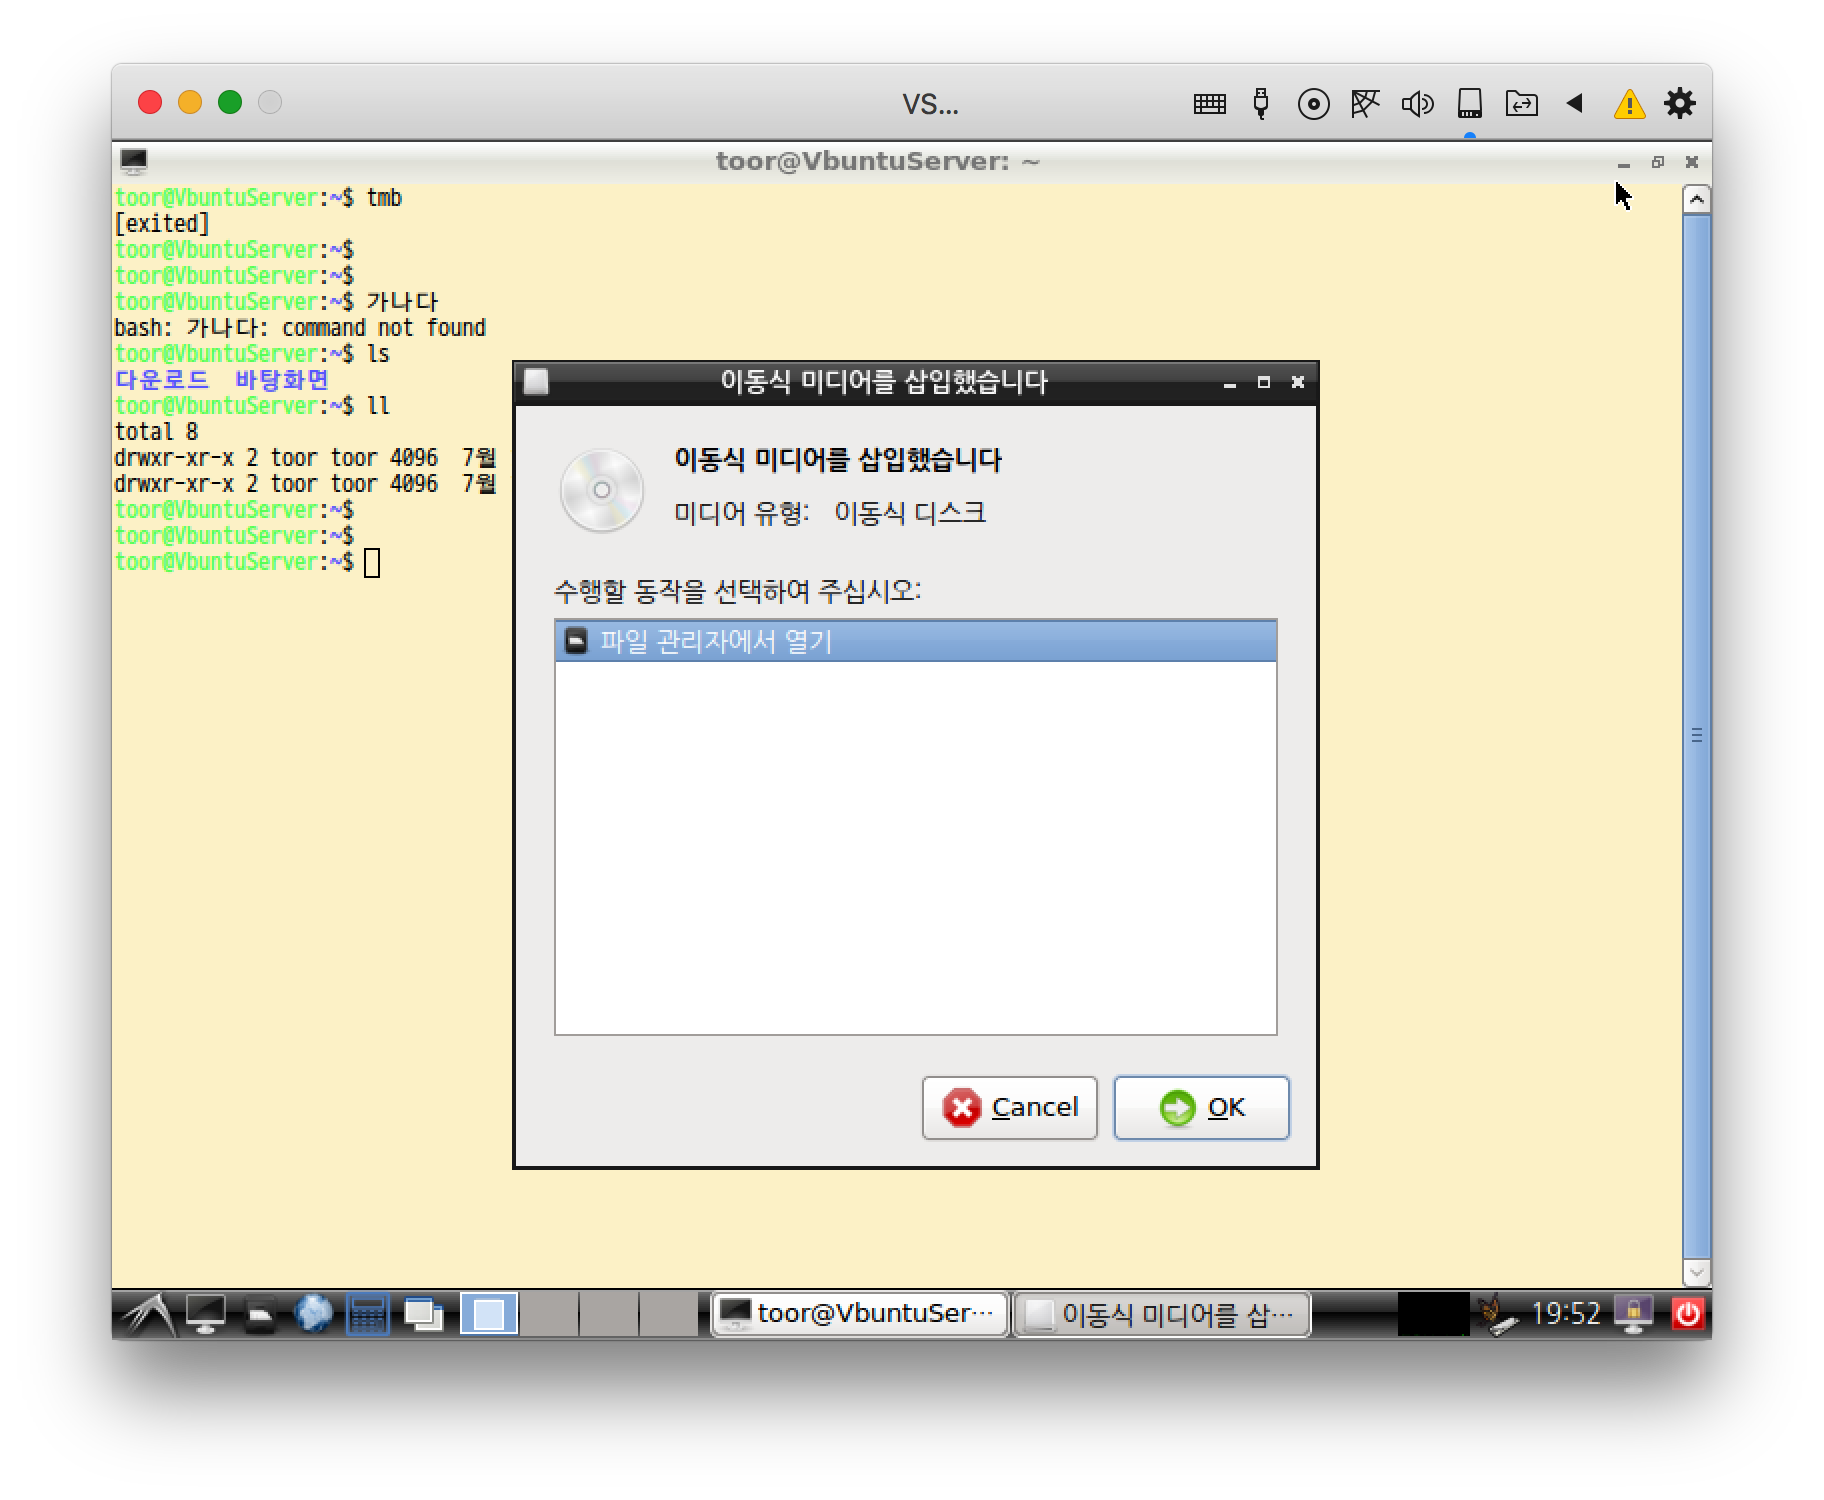 VS...
toor@VbuntuServer: ~
toor@VbuntuServer:~$ tmb
[exited]
toor@VbuntuServer:~$
toor@VbuntuServer:~$
toor@VbuntuServer:~$ 가나다
bash: 가나다: command not found
toor@VbuntuServer:~$ ls
다운로드  바탕화면
toor@VbuntuServer:~$ ll
total 8
drwxr-xr-x 2 toor toor 4096  7월
drwxr-xr-x 2 toor toor 4096  7월
toor@VbuntuServer:~$
toor@VbuntuServer:~$
toor@VbuntuServer:~$
이동식 미디어를 삽입했습니다
이동식 미디어를 삽입했습니다
미디어 유형: 이동식 디스크
수행할 동작을 선택하여 주십시오:
파일 관리자에서 열기
Cancel OK
toor@VbuntuSer… 이동식 미디어를 삽… 19:52